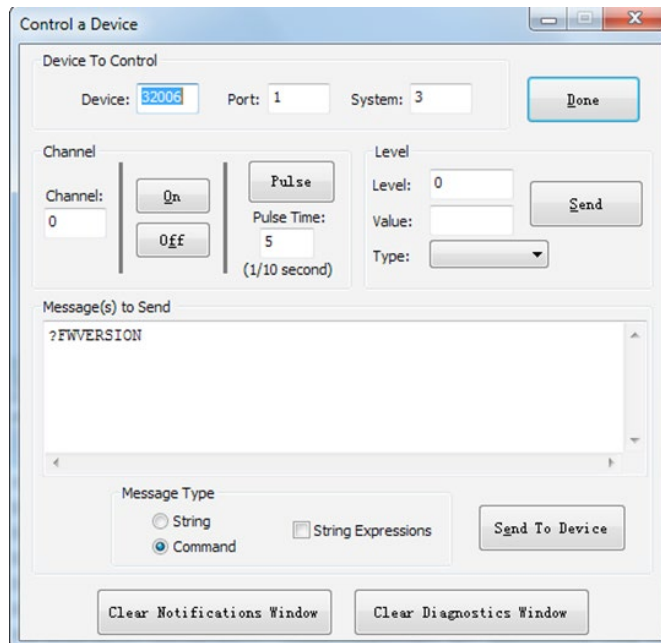 Control a Device
Device To Control
Device: 32006 Port: 1 System: 3
Done
Channel
Channel:
0
On
Off
Pulse
Pulse Time:
5
(1/10 second)
Level
Level: 0
Value:
Type:
Send
Message(s) to Send
?FWVERSION
Message Type
String
Command
String Expressions
Send To Device
Clear Notifications Window
Clear Diagnostics Window